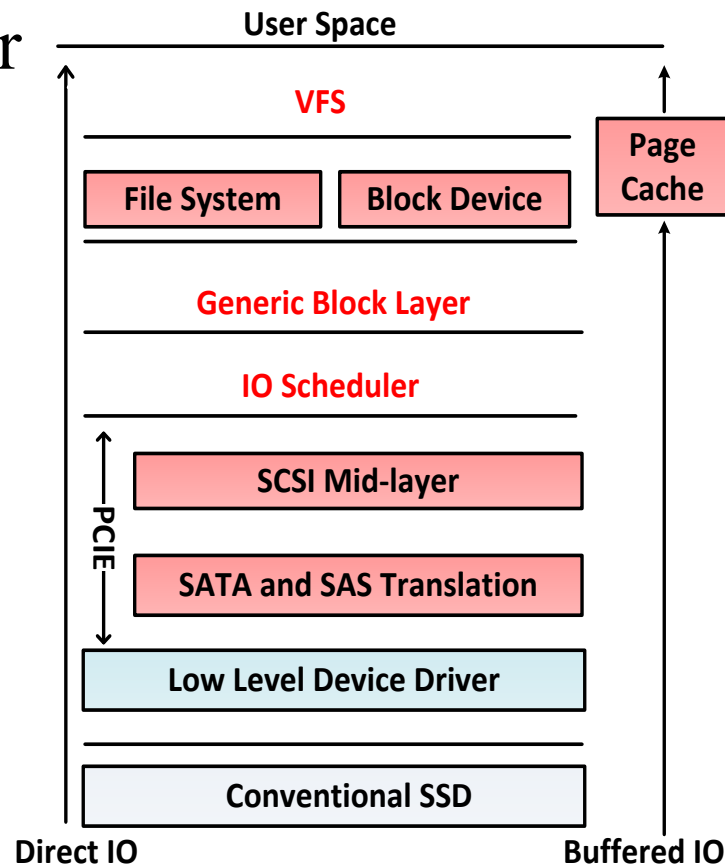 r
User Space
VFS
Page
Cache
File System
Block Device
Generic Block Layer
IO Scheduler
SCSI Mid-layer
PCIE
SATA and SAS Translation
Low Level Device Driver
Conventional SSD
Direct IO
Buffered IO